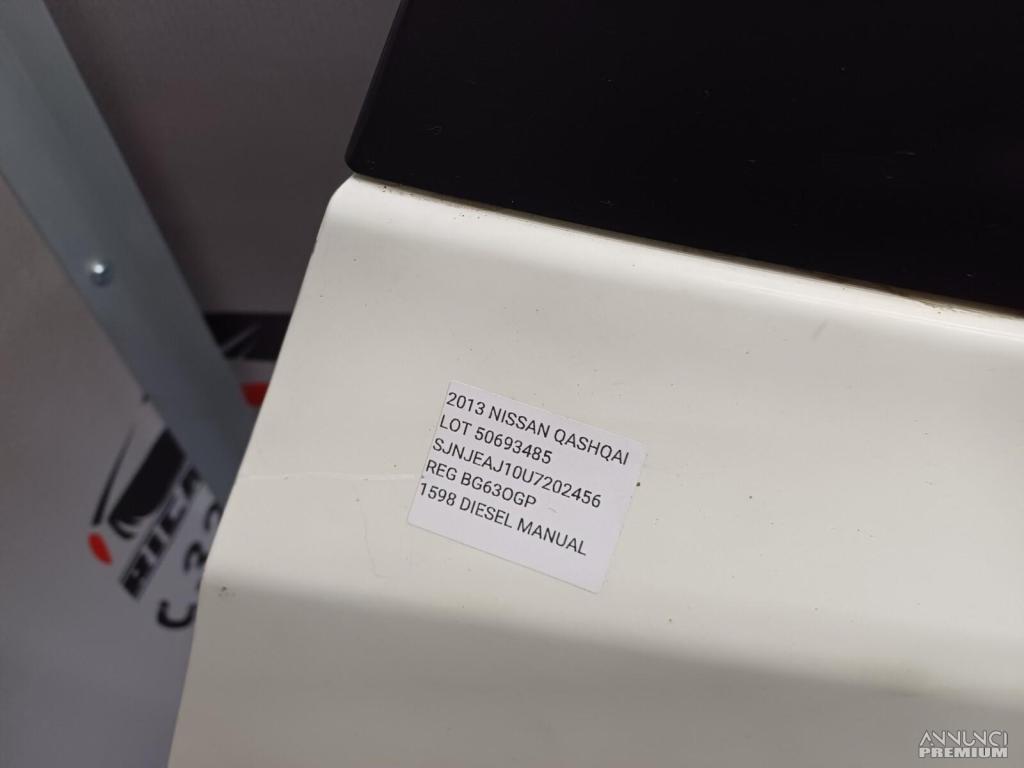 2013 NISSAN QASHQAI
LOT 50693485
SJNJEAJ10U7202456
REG BG63OGP
1598 DIESEL MANUAL
ANNUNCI
PREMIUM